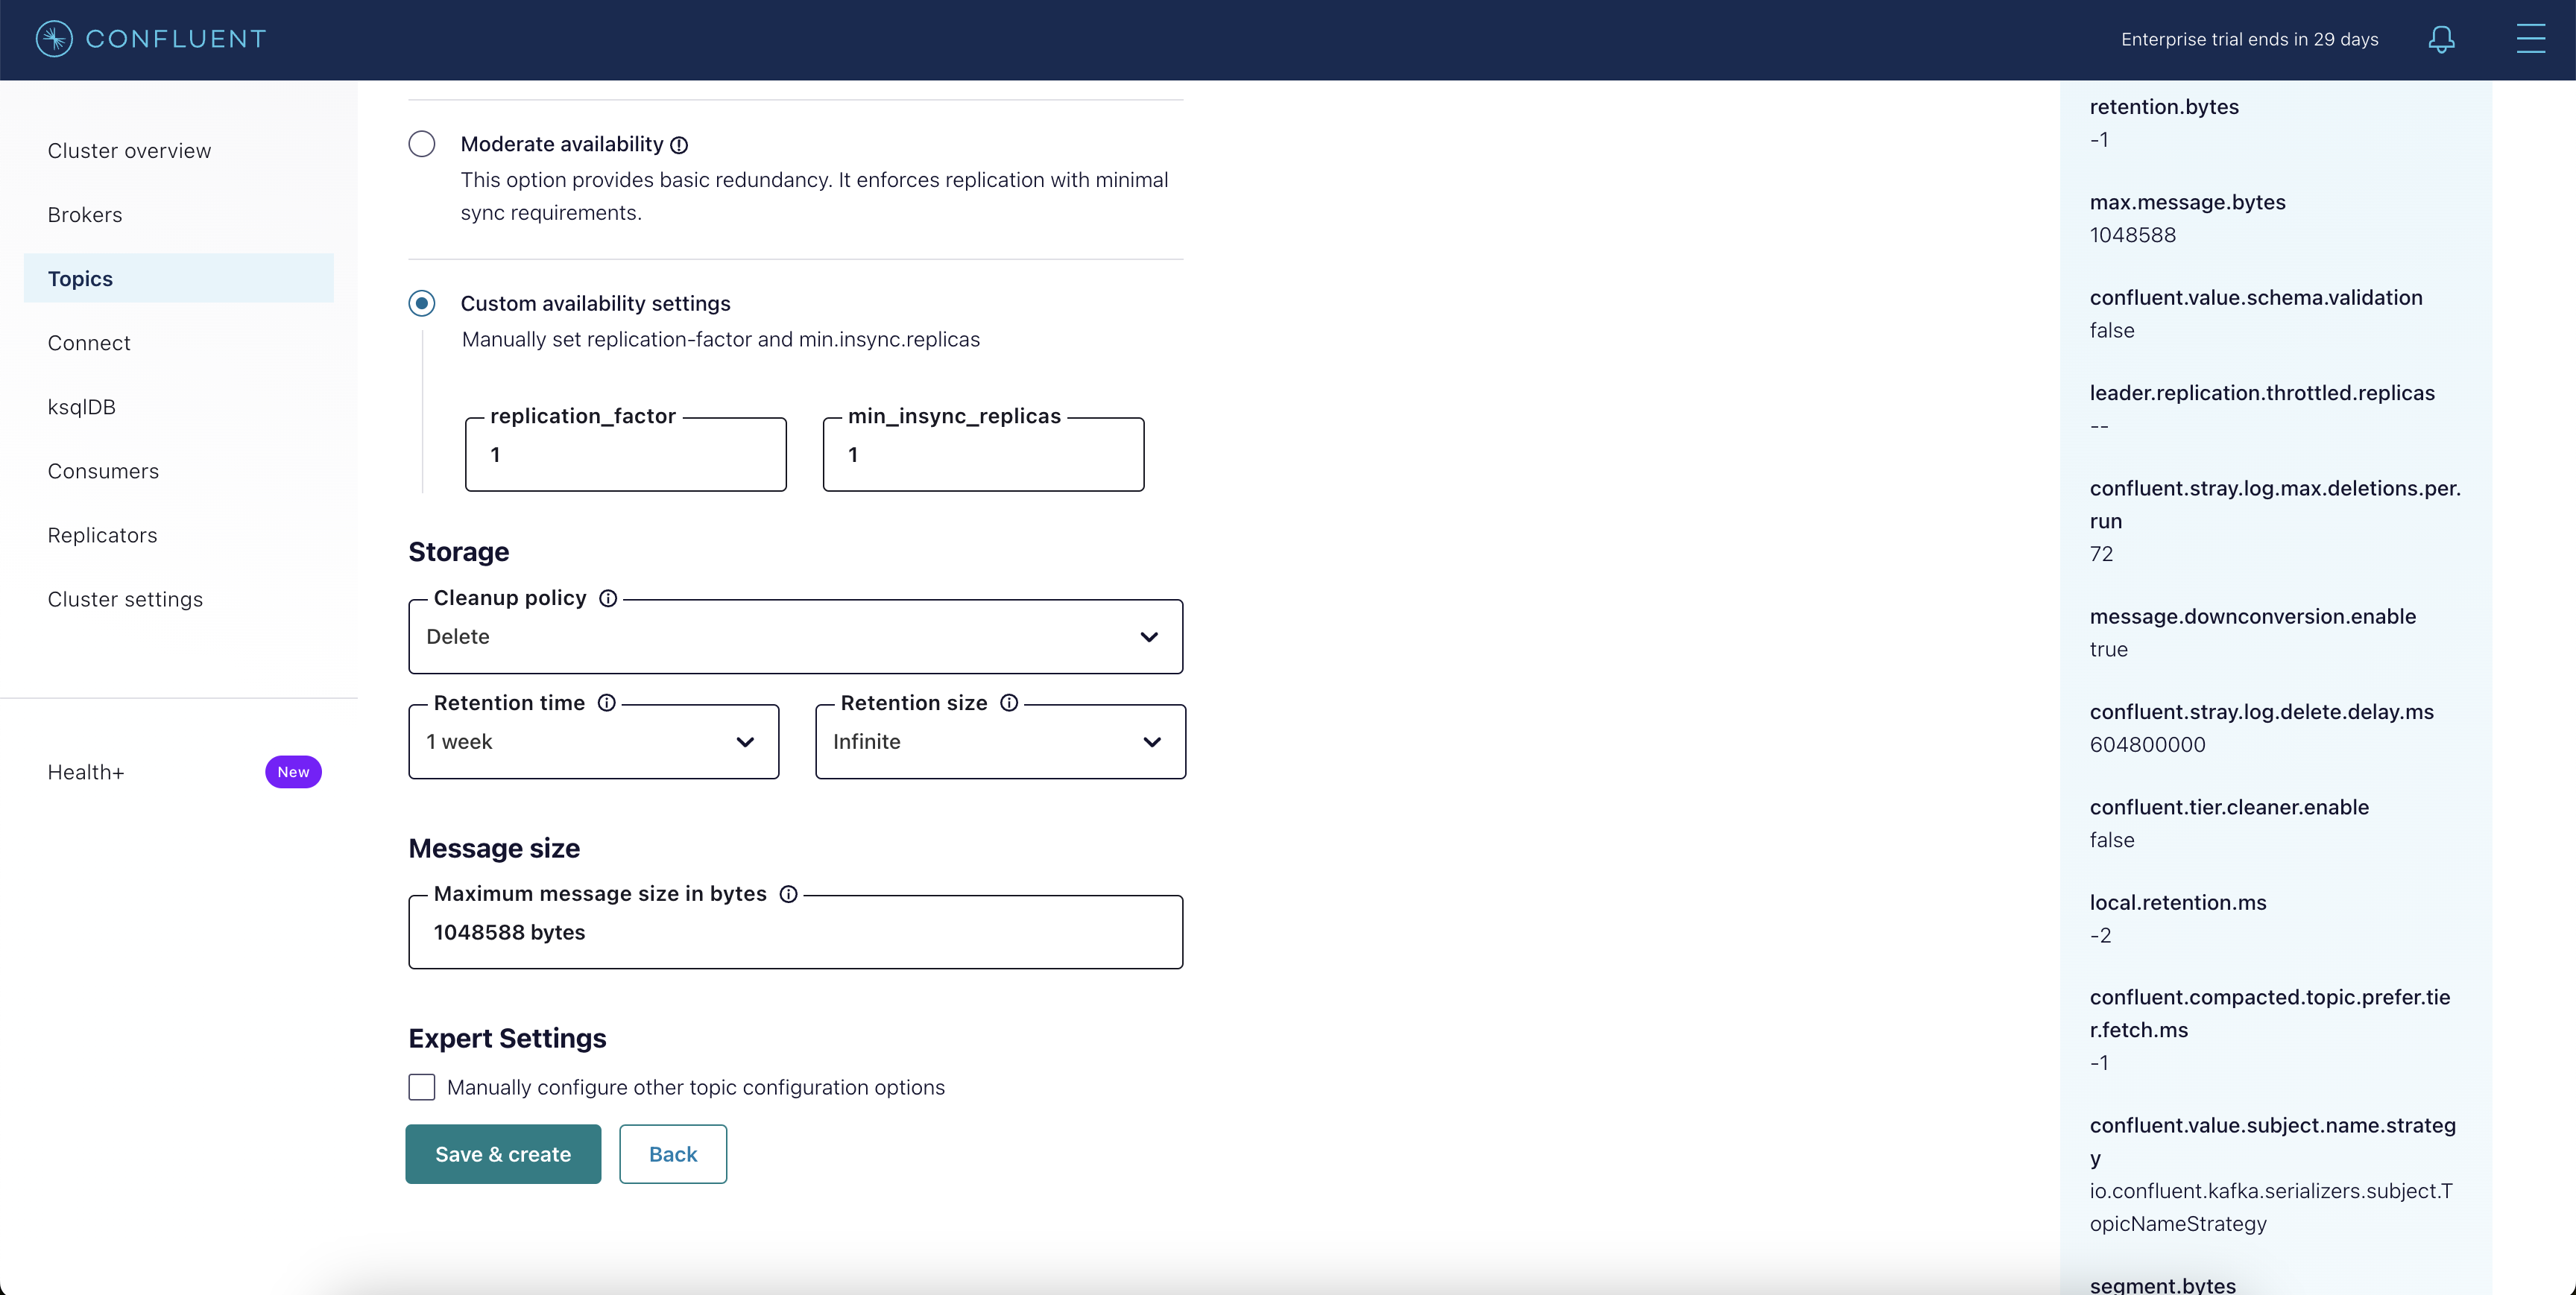 CONFLUENT
Enterprise trial ends in 29 days
Cluster overview
Brokers
Topics
Connect
ksqlDB
Consumers
Replicators
Cluster settings
Health+
New
Moderate availability
This option provides basic redundancy. It enforces replication with minimal
sync requirements.
Custom availability settings
Manually set replication-factor and min.insync.replicas
replication_factor
1
min_insync_replicas
1
Storage
Cleanup policy
Delete
Retention time
1 week
Retention size
Infinite
Message size
Maximum message size in bytes
1048588 bytes
Expert Settings
Manually configure other topic configuration options
Save & create
Back
retention.bytes
-1
max.message.bytes
1048588
confluent.value.schema.validation
false
leader.replication.throttled.replicas
--
confluent.stray.log.max.deletions.per.
run
72
message.downconversion.enable
true
confluent.stray.log.delete.delay.ms
604800000
confluent.tier.cleaner.enable
false
local.retention.ms
-2
confluent.compacted.topic.prefer.tie
r.fetch.ms
-1
confluent.value.subject.name.strateg
y
io.confluent.kafka.serializers.subject.T
opicNameStrategy
segment.bytes